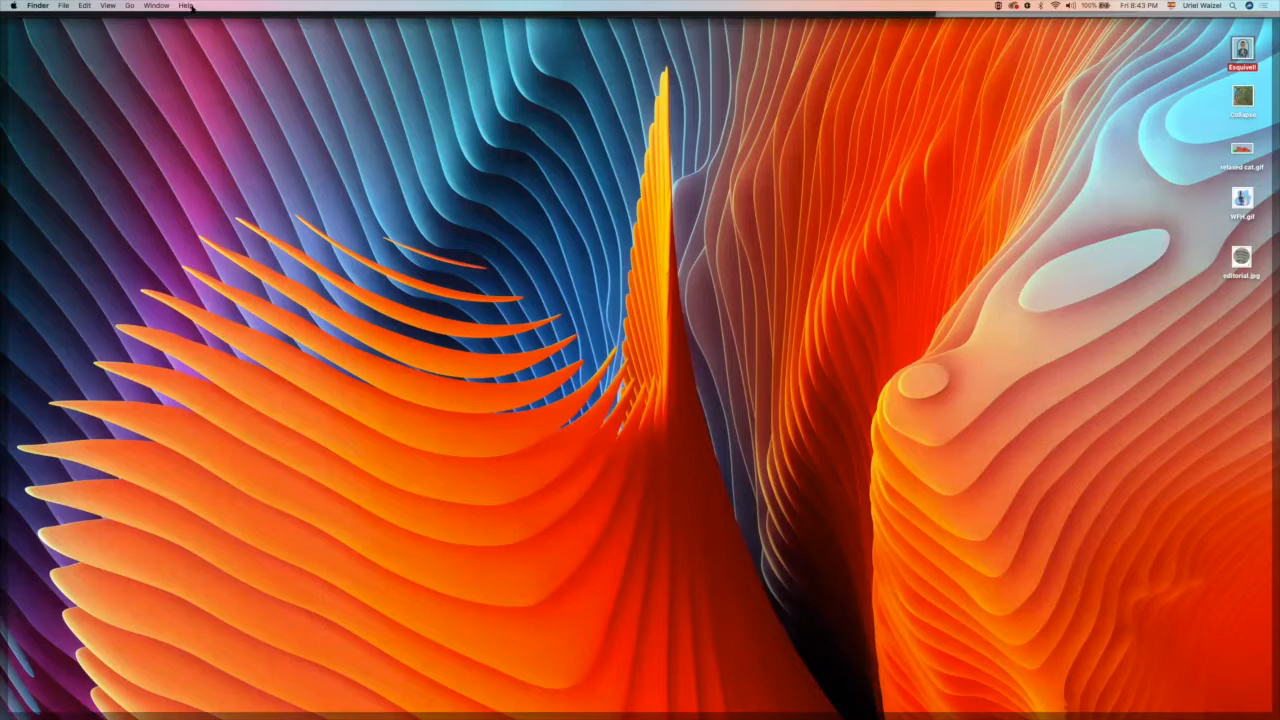 Finder File Edit View Go Window Help 100% Fri 8:43 PM Uriel Waizel
Esquivel!
Collapse
relaxed cat.gif
WFH.gif
editorial.jpg